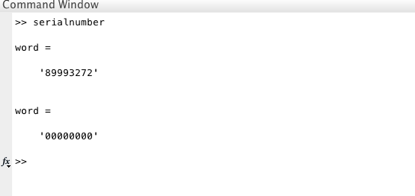 Command Window
>> serialnumber
word =
'89993272'
word =
'00000000'
fx >>